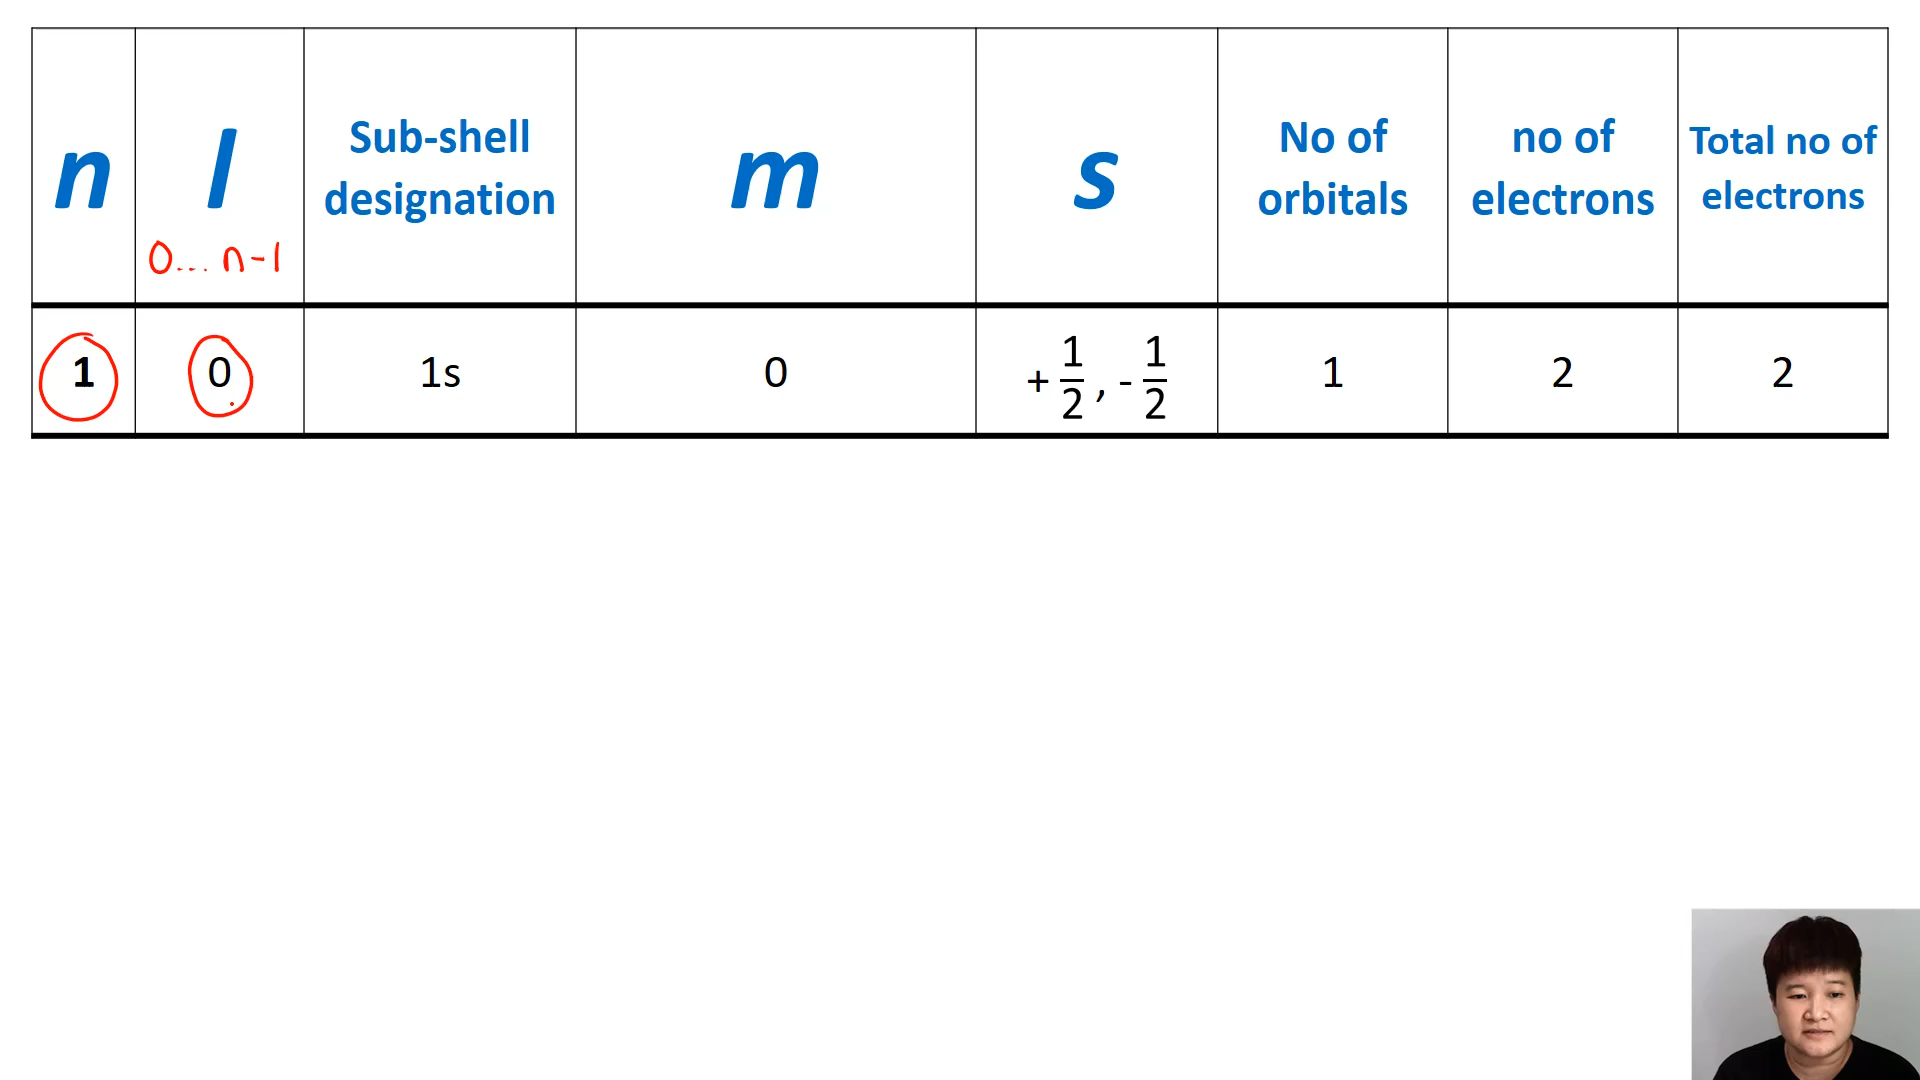 n
l
0... n-1
Sub-shell
designation
m
s
No of
orbitals
no of
electrons
Total no of
electrons
1
0
1s
0
+ 1/2 , - 1/2
1
2
2